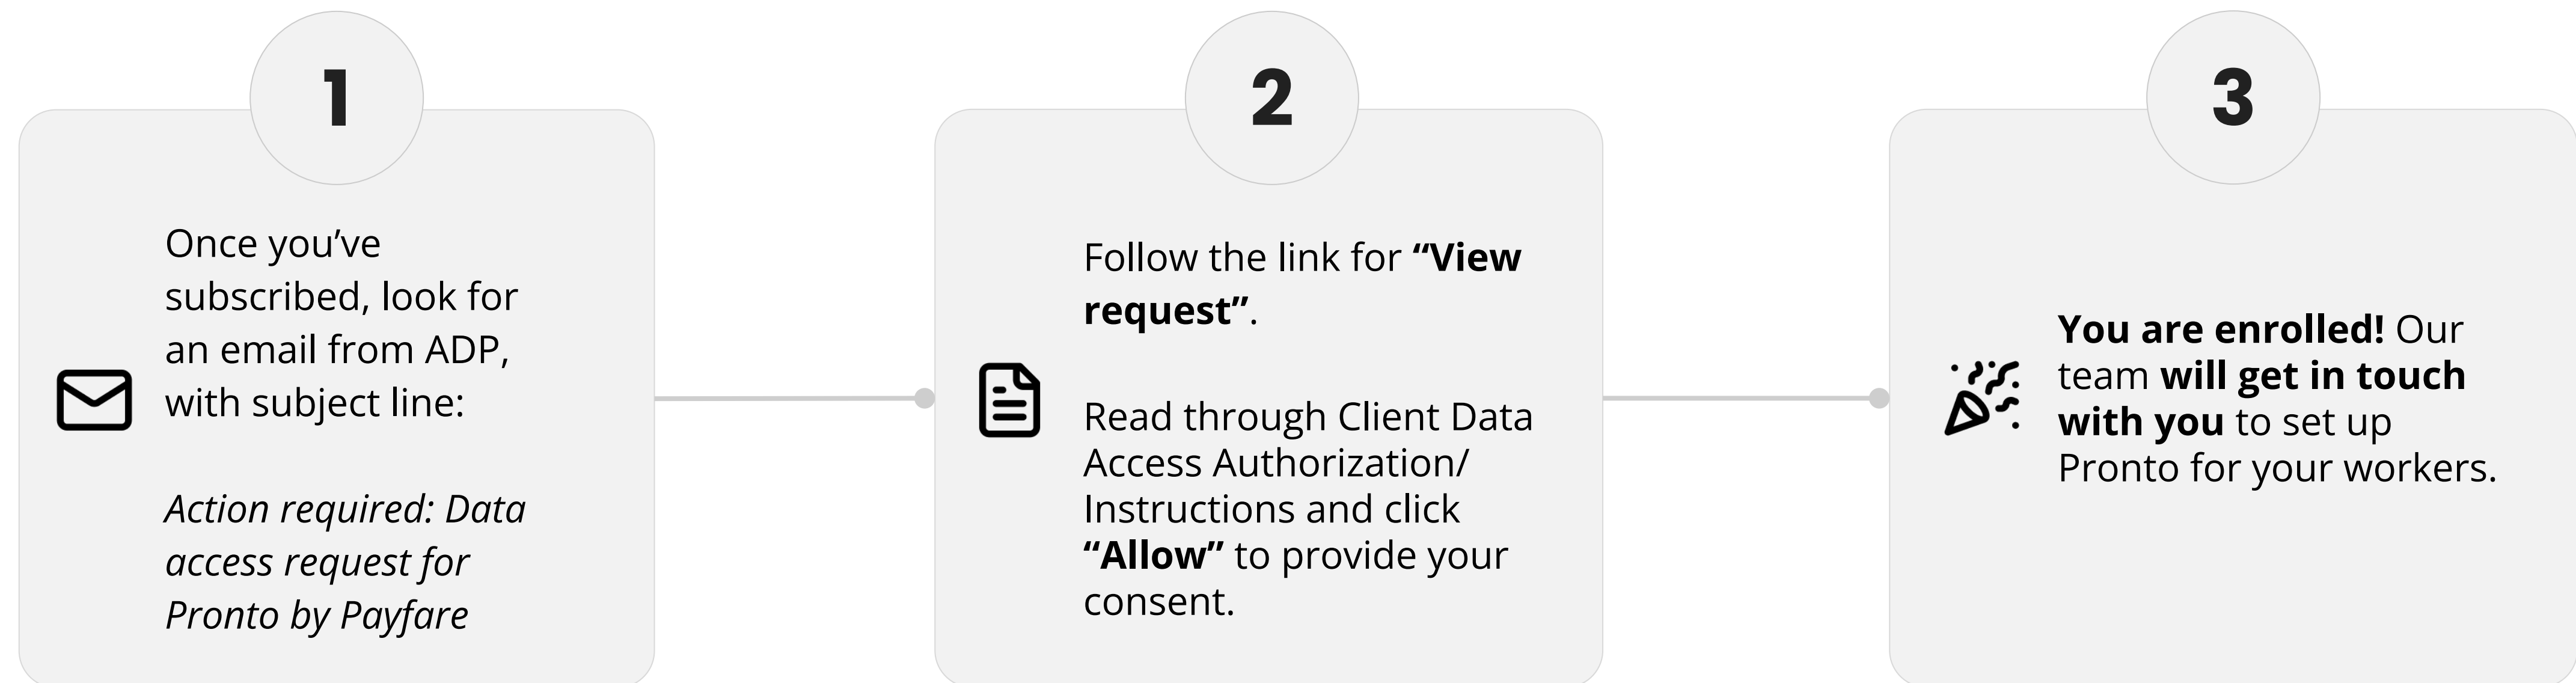 1
Once you’ve
subscribed, look for
an email from ADP,
with subject line:
Action required: Data
access request for
Pronto by Payfare
2
Follow the link for “View
request”.
Read through Client Data
Access Authorization/
Instructions and click
“Allow” to provide your
consent.
3
You are enrolled! Our
team will get in touch
with you to set up
Pronto for your workers.